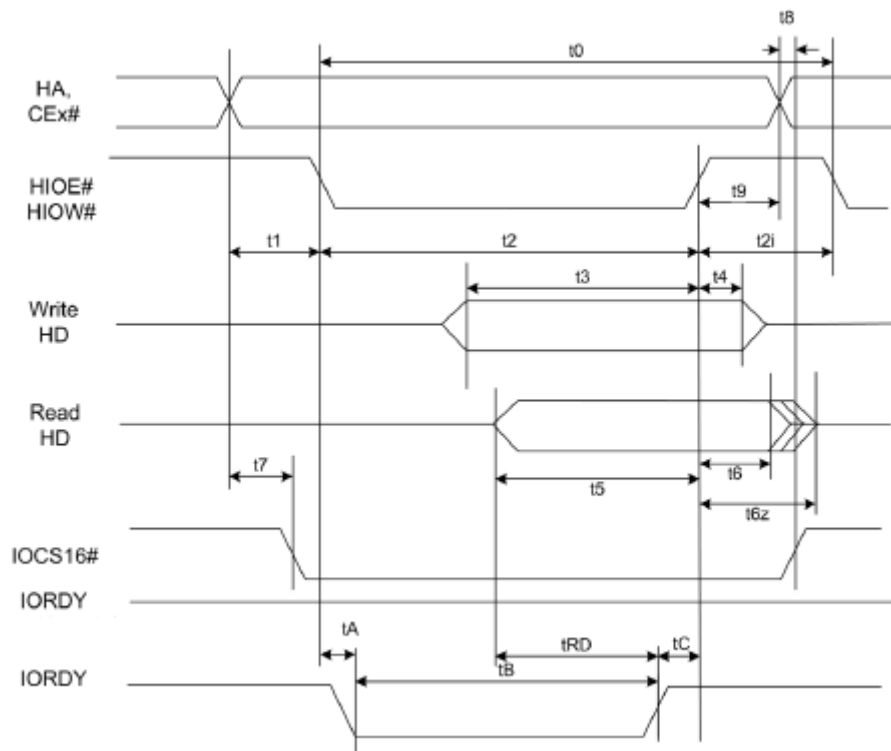 t8
t0
HA,
CEx#
HIOE#
HIOW#
t9
t1
t2
t2i
t3
t4
Write
HD
Read
HD
t7
t5
t6
t6z
IOCS16#
IORDY
tA
tRD
tC
tB
IORDY